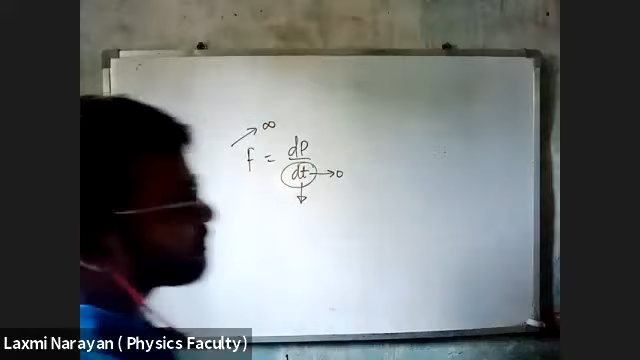 ∞
F = dP
dt → 0
Laxmi Narayan ( Physics Faculty)